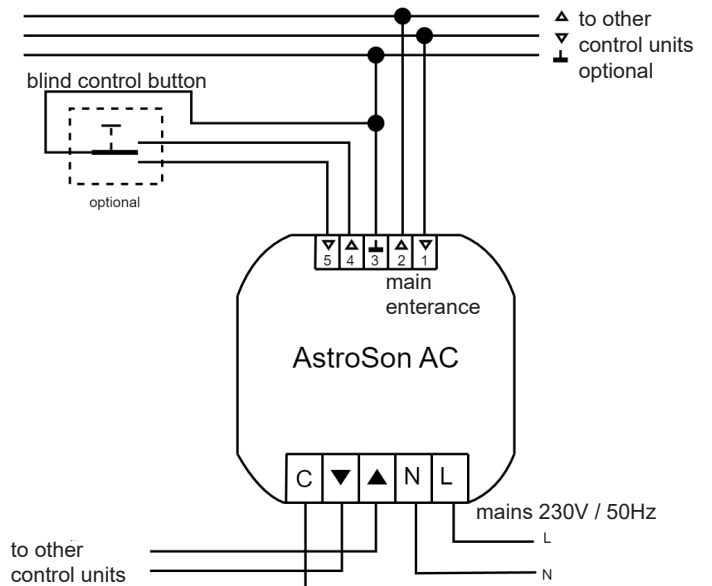 to other
control units
optional
blind control button
optional
5 4 3 2 1
main
enterance
AstroSon AC
C N L
mains 230V / 50Hz
L
N
to other
control units